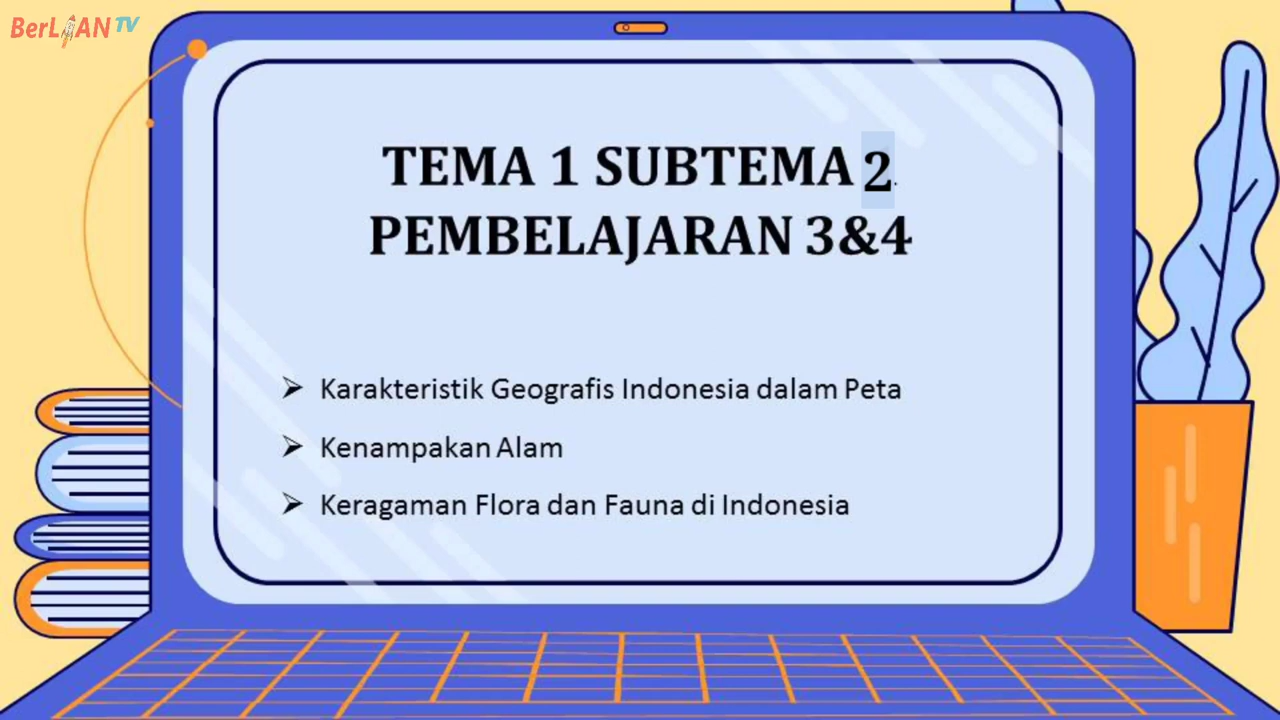 BerLIAN TV
TEMA 1 SUBTEMA 2.
PEMBELAJARAN 3&4
➢ Karakteristik Geografis Indonesia dalam Peta
➢ Kenampakan Alam
➢ Keragaman Flora dan Fauna di Indonesia